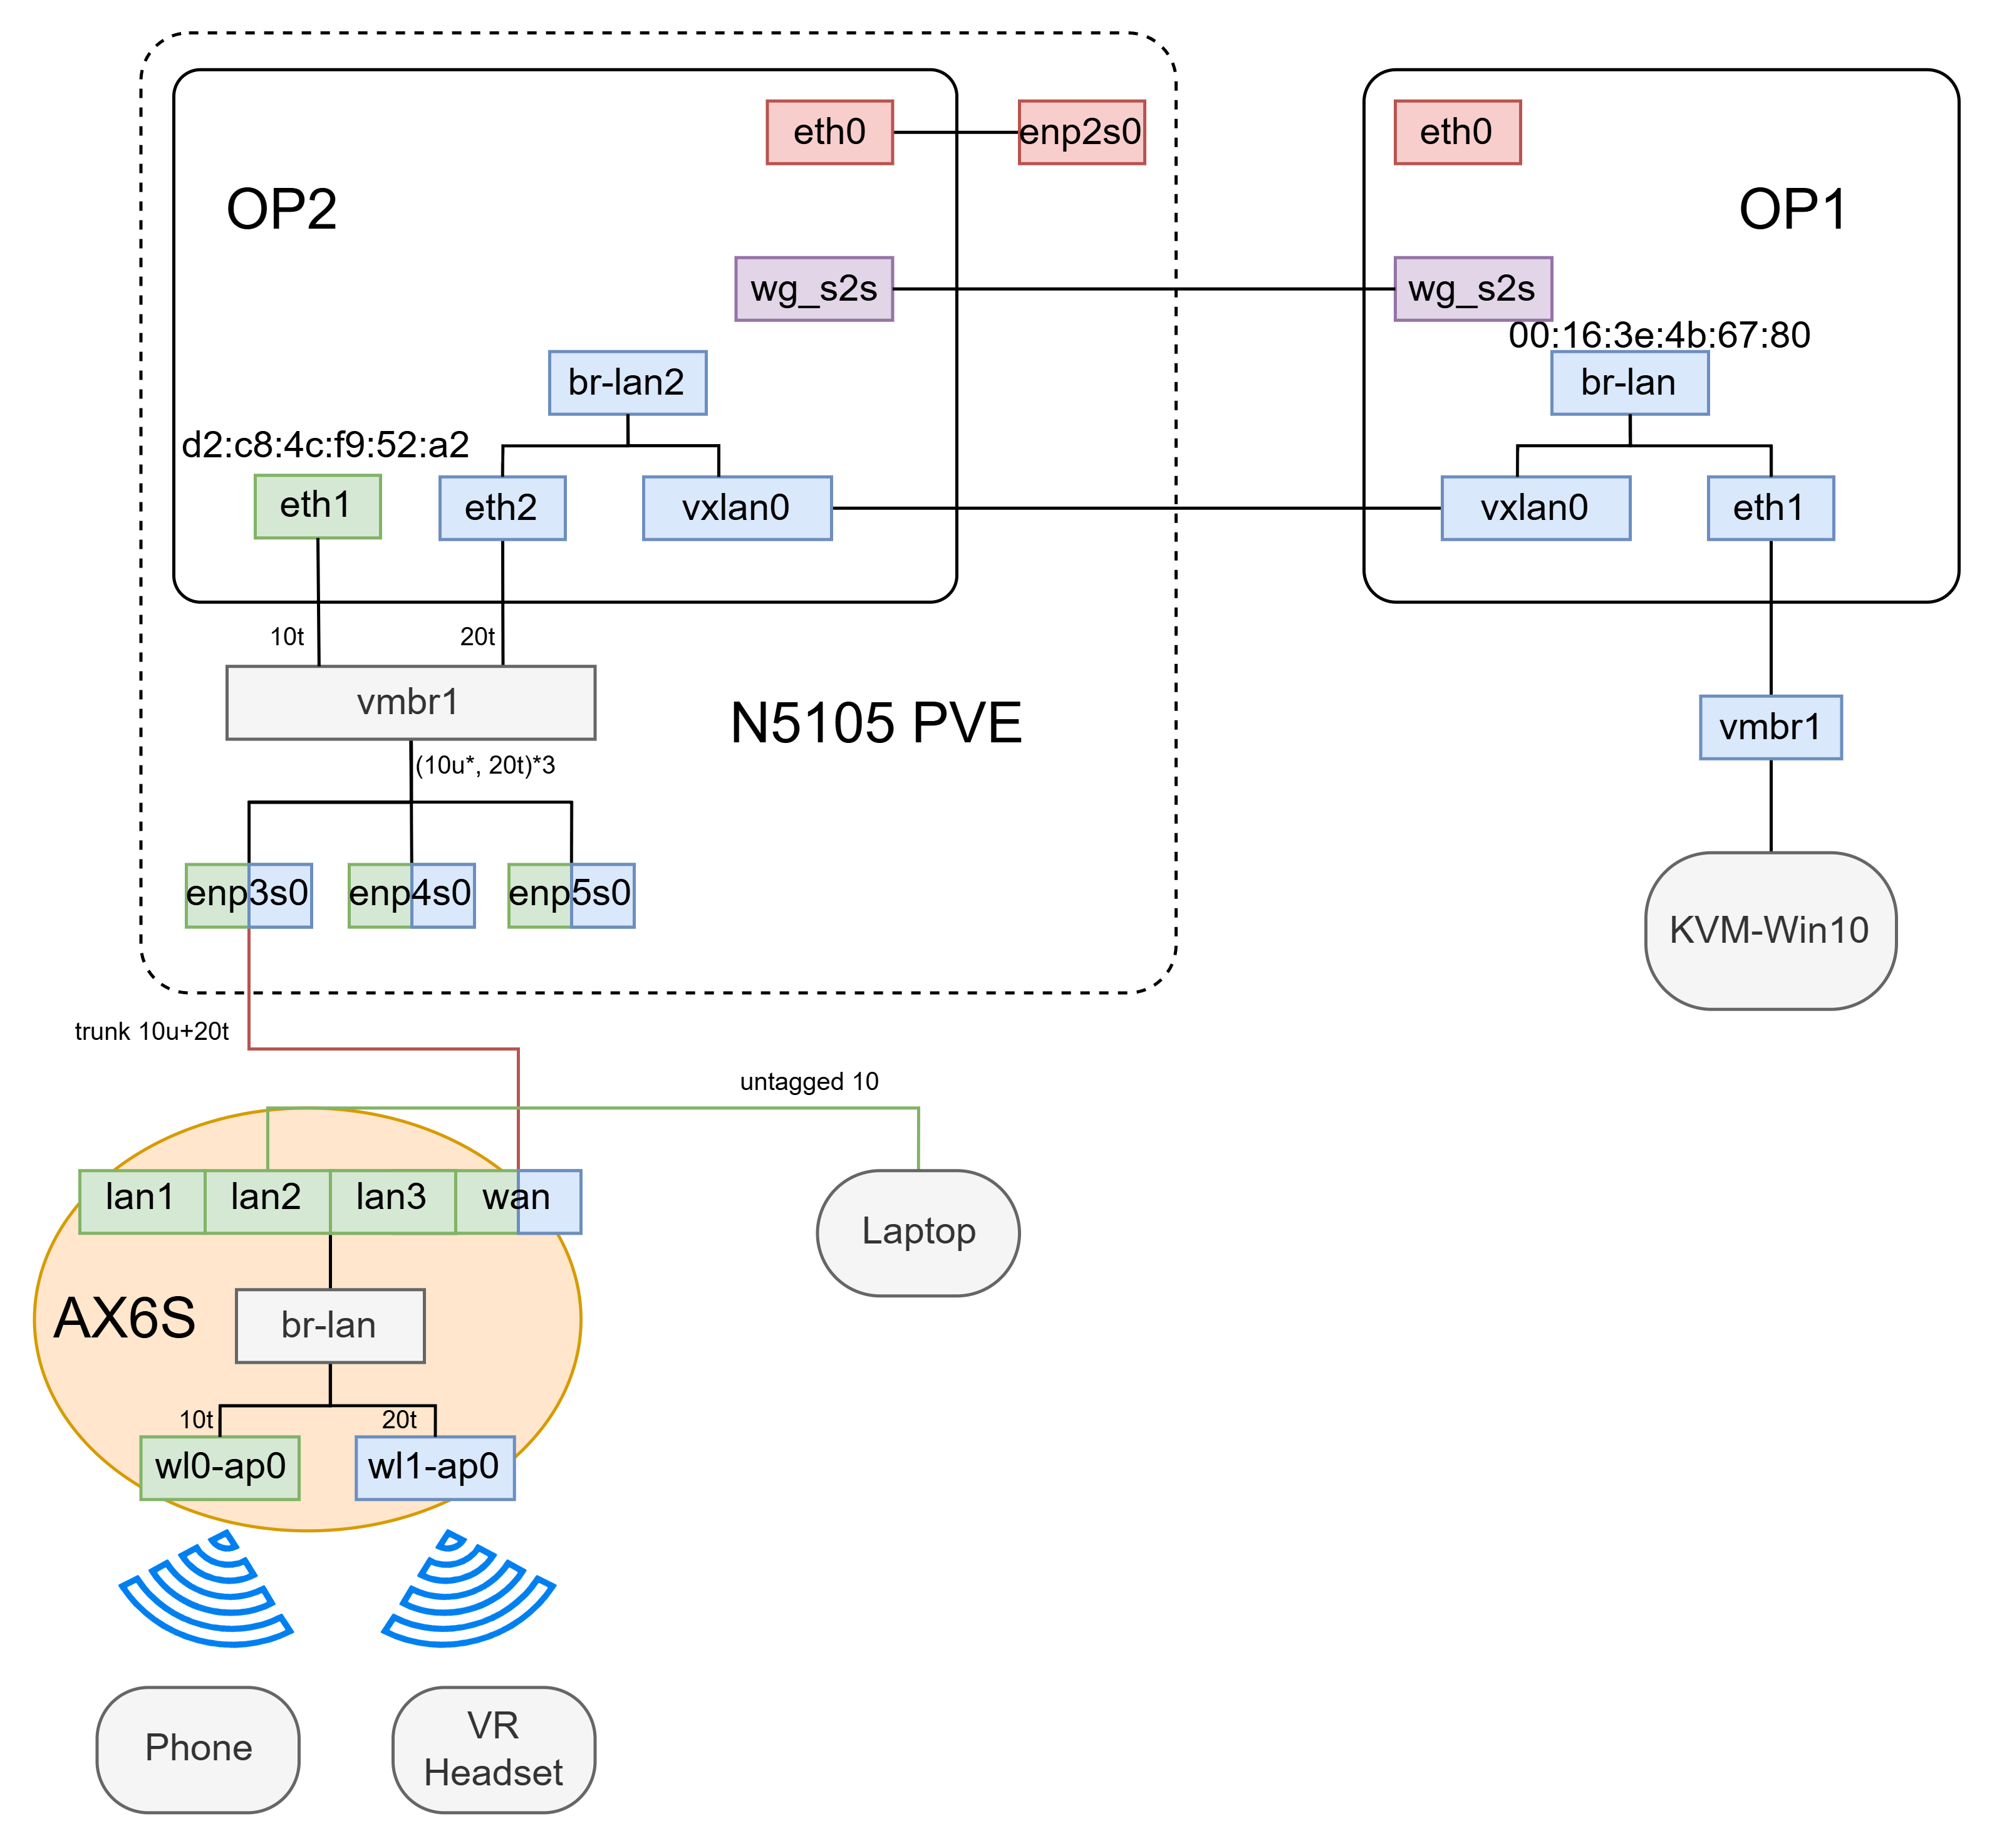 eth0
enp2s0
eth0
OP2
OP1
wg_s2s
wg_s2s
00:16:3e:4b:67:80
br-lan2
br-lan
d2:c8:4c:f9:52:a2
eth1
eth2
vxlan0
vxlan0
eth1
10t
20t
vmbr1
N5105 PVE
vmbr1
(10u*, 20t)*3
enp3s0
enp4s0
enp5s0
KVM-Win10
trunk 10u+20t
untagged 10
lan1
lan2
lan3
wan
Laptop
AX6S
br-lan
10t
20t
wl0-ap0
wl1-ap0
Phone
VR
Headset